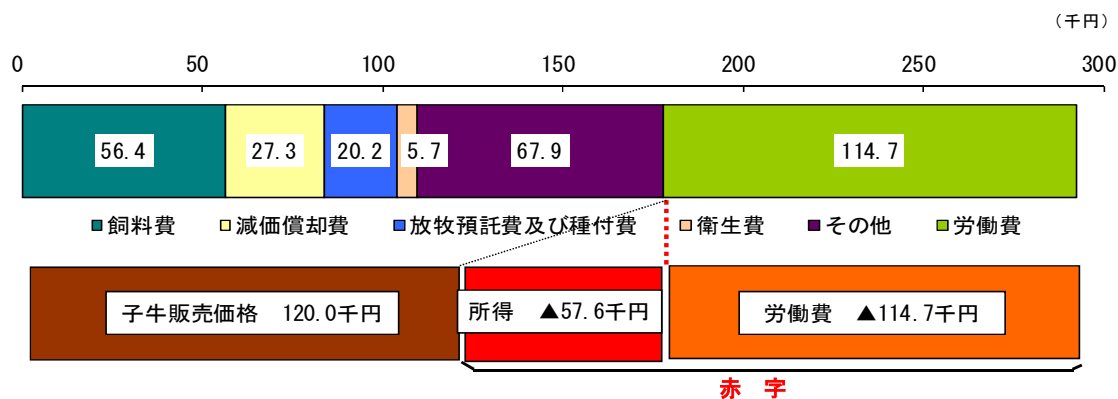 （千円）
0 50 100 150 200 250 300
56.4 27.3 20.2 5.7 67.9 114.7
■飼料費 ■減価償却費 ■放牧預託費及び種付費 ■衛生費 ■その他 ■労働費
子牛販売価格 120.0千円 所得 ▲57.6千円 労働費 ▲114.7千円
赤 字